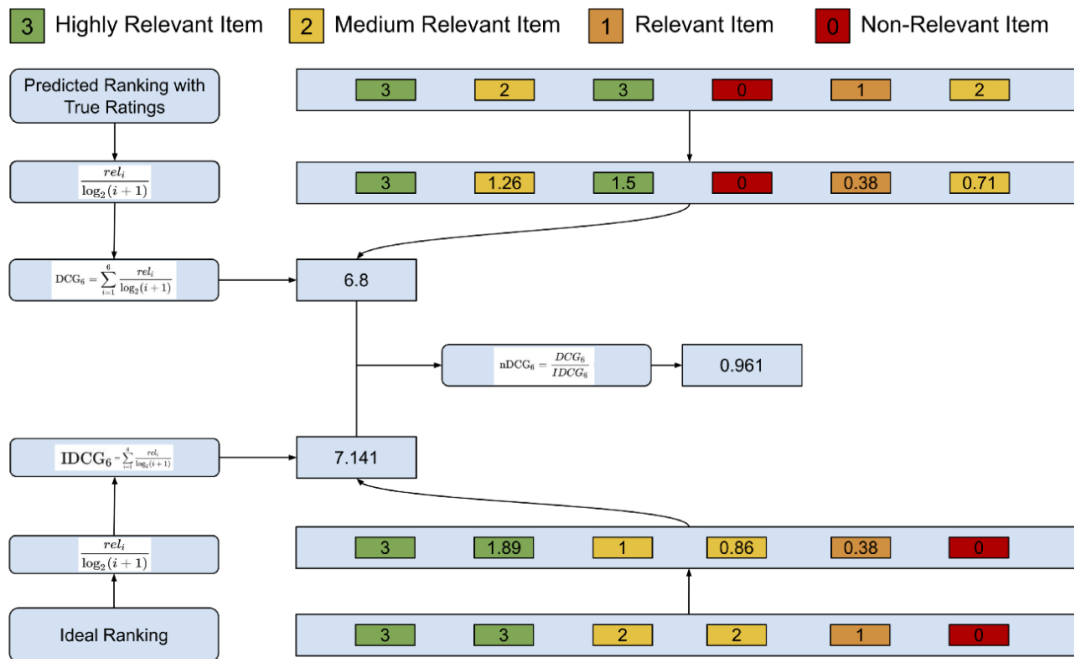 3 Highly Relevant Item 2 Medium Relevant Item 1 Relevant Item 0 Non-Relevant Item
Predicted Ranking with
True Ratings
3 2 3 0 1 2
rel_i / log_2(i + 1)
3 1.26 1.5 0 0.38 0.71
DCG_6 = ∑_{i=1}^{6} rel_i / log_2(i+1)
6.8
nDCG_6 = DCG_6 / IDCG_6
0.961
IDCG_6 = ∑_{i=1} rel_i / log_2(i+1)
7.141
rel_i / log_2(i + 1)
3 1.89 1 0.86 0.38 0
Ideal Ranking
3 3 2 2 1 0